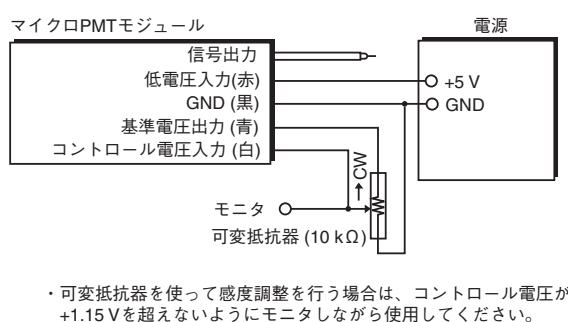 マイクロPMTモジュール
電源
信号出力
低電圧入力(赤)
+5 V
GND (黒)
GND
基準電圧出力 (青)
コントロール電圧入力 (白)
CW
モニタ
可変抵抗器 (10 kΩ)
・可変抵抗器を使って感度調整を行う場合は、コントロール電圧が
+1.15 Vを超えないようにモニタしながら使用してください。